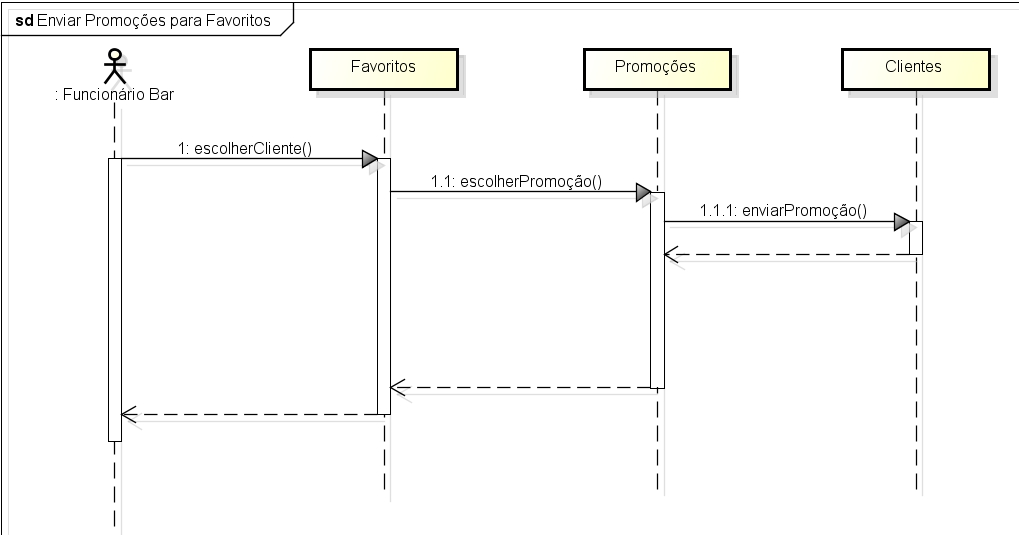 sd Enviar Promoções para Favoritos
: Funcionário Bar
Favoritos
Promoções
Clientes
1: escolherCliente()
1.1: escolherPromoção()
1.1.1: enviarPromoção()